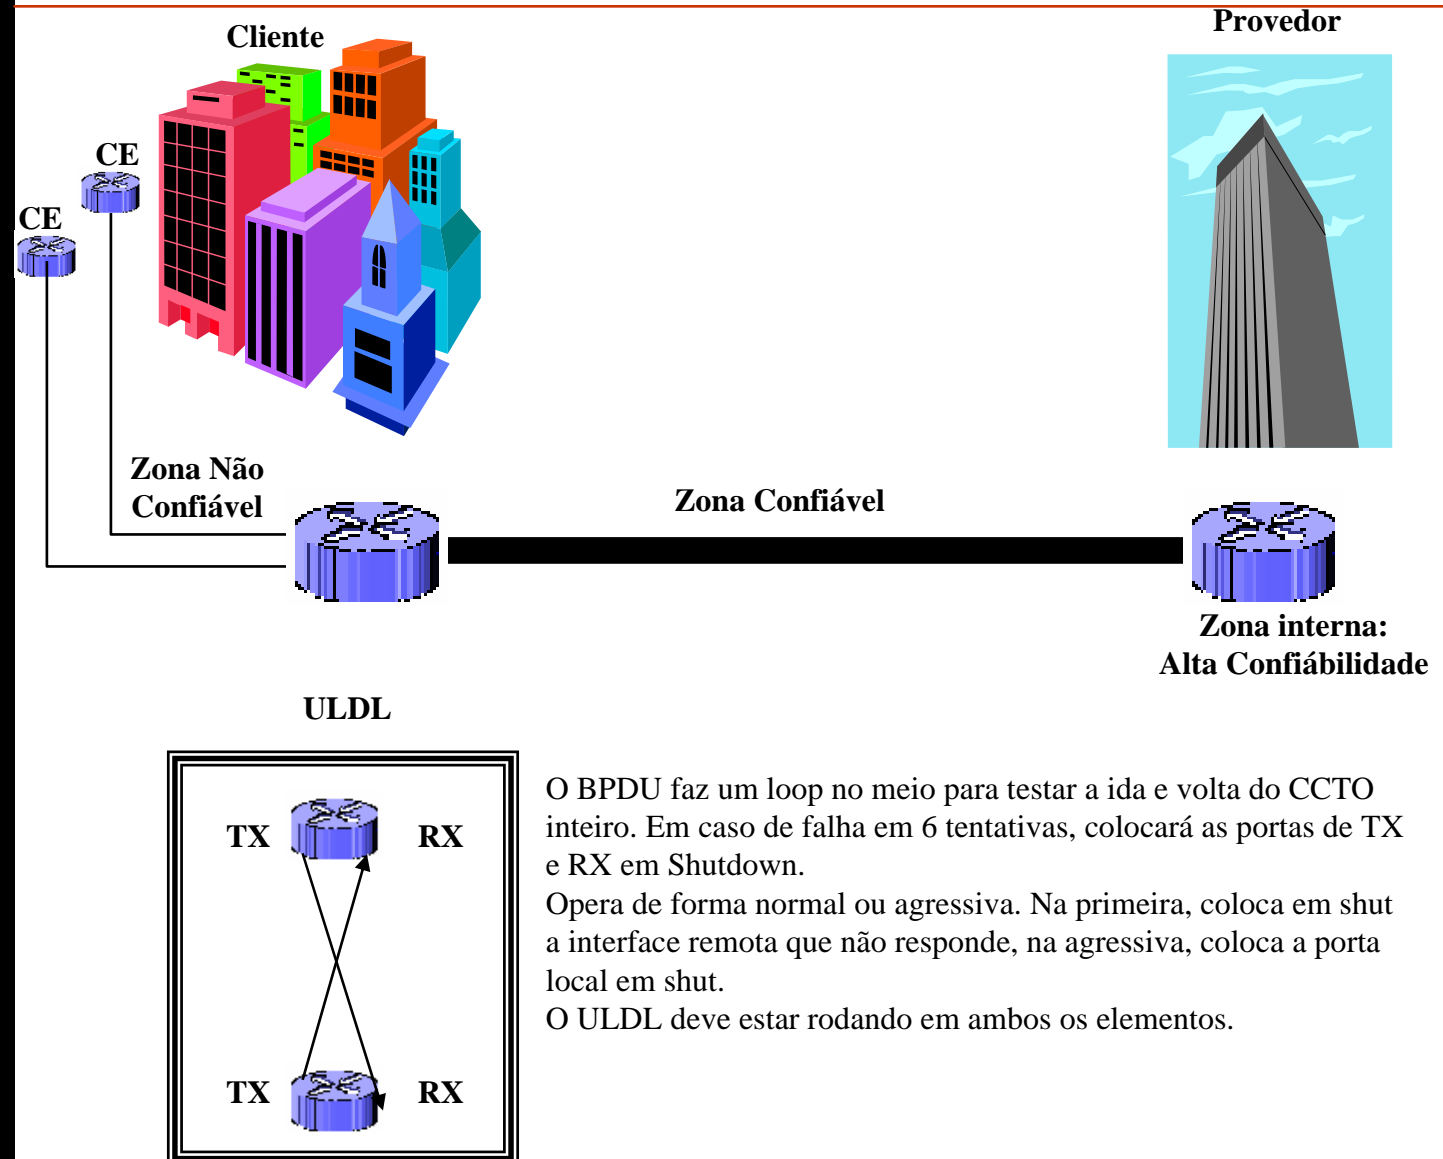 Provedor
Cliente
CE
CE
Zona Não
Confiável
Zona Confiável
Zona interna:
Alta Confiábilidade
ULDL
TX
RX
TX
RX
O BPDU faz um loop no meio para testar a ida e volta do CCTO
inteiro. Em caso de falha em 6 tentativas, colocará as portas de TX
e RX em Shutdown.
Opera de forma normal ou agressiva. Na primeira, coloca em shut
a interface remota que não responde, na agressiva, coloca a porta
local em shut.
O ULDL deve estar rodando em ambos os elementos.